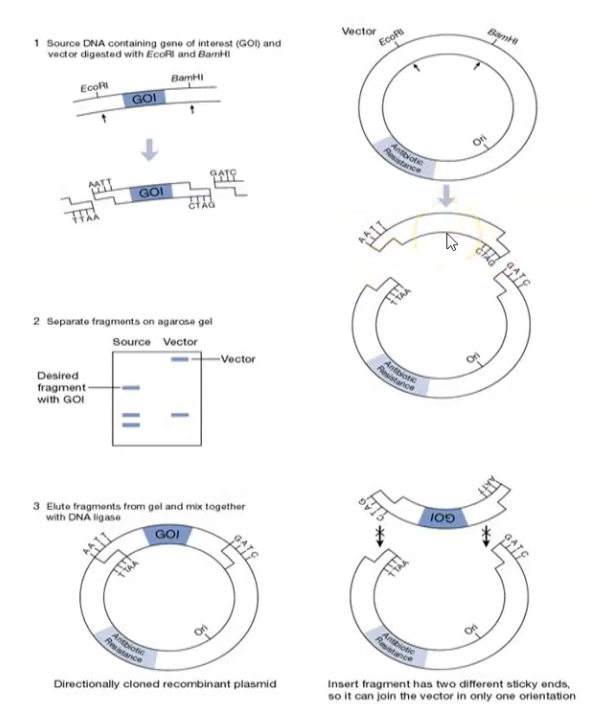 1 Source DNA containing gene of interest (GOI) and
vector digested with EcoRI and BamHI
EcoRI
BamHI
GOI
AATT
GATC
GOI
TTAA
CTAG
Vector
EcoRI
BamHI
Ori
Antibiotic
Resistance
AATT
CTAG
GATC
TTAA
Ori
Antibiotic
Resistance
2 Separate fragments on agarose gel
Source Vector
Vector
Desired
fragment
with GOI
3 Elute fragments from gel and mix together
with DNA ligase
GOI
AATT
GATC
TTAA
Ori
Antibiotic
Resistance
Directionally cloned recombinant plasmid
AATT
CTAG
GOI
GATC
TTAA
Ori
Antibiotic
Resistance
Insert fragment has two different sticky ends,
so it can join the vector in only one orientation